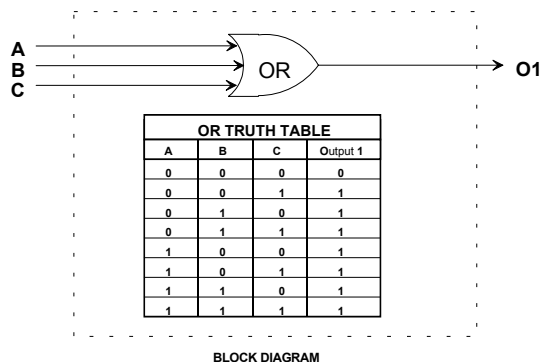 A
B
C
OR
O1
OR TRUTH TABLE
A B C Output 1
0 0 0 0
0 0 1 1
0 1 0 1
0 1 1 1
1 0 0 1
1 0 1 1
1 1 0 1
1 1 1 1
BLOCK DIAGRAM